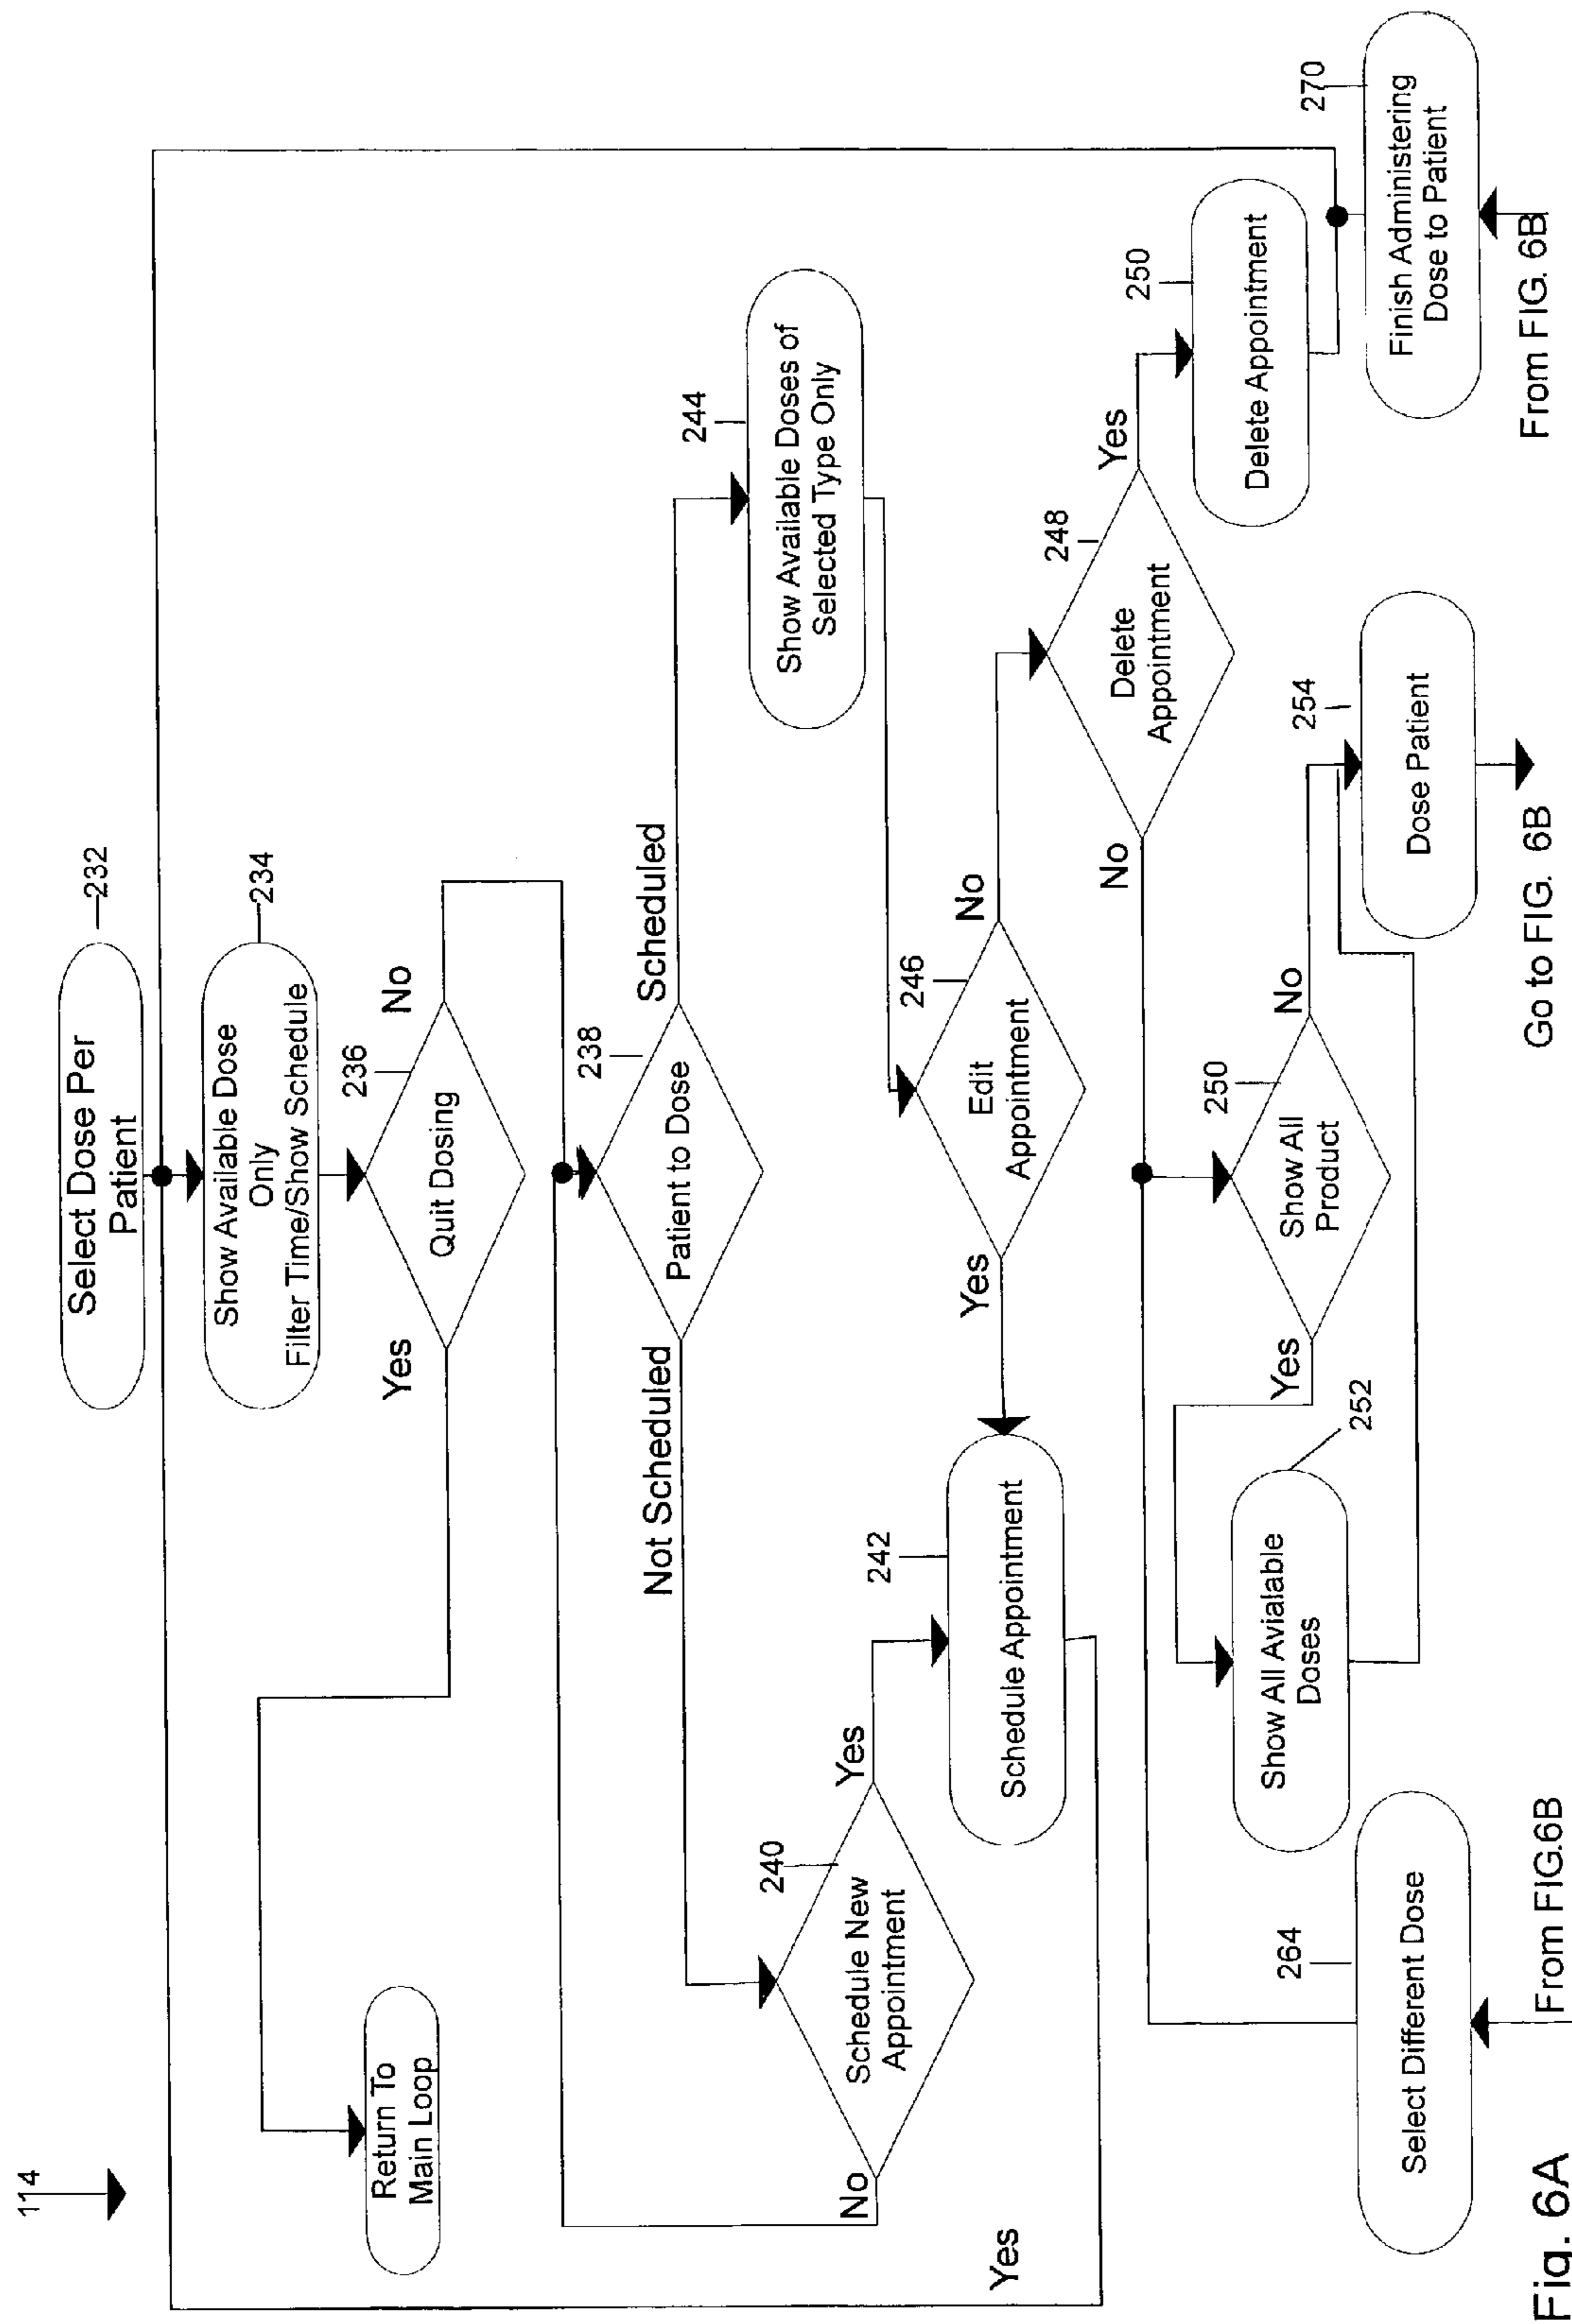 114
Select Dose Per
Patient
232
Show Available Dose
Only
Filter Time/Show Schedule
234
Return To
Main Loop
Yes
Quit Dosing
236
No
Not Scheduled
Patient to Dose
238
Scheduled
No
Schedule New
Appointment
240
Yes
Schedule Appointment
242
Show Available Doses of
Selected Type Only
244
Yes
Edit
Appointment
246
No
Yes
No
Delete
Appointment
248
Yes
Delete Appointment
250
Show All Avialable
Doses
252
Yes
Show All
Product
250
No
Select Different Dose
264
Dose Patient
254
Finish Administering
Dose to Patient
270
Fig. 6A
From FIG.6B
Go to FIG. 6B
From FIG. 6B